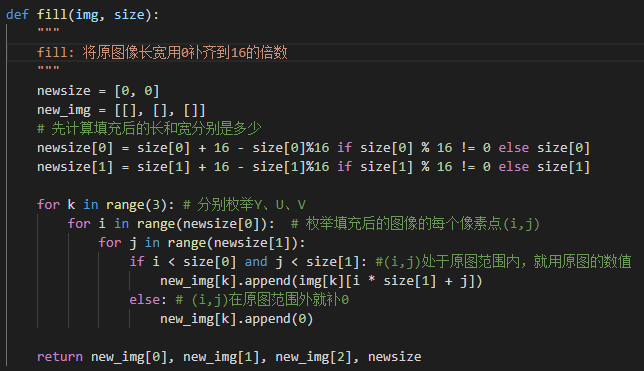 def fill(img, size):
    """
    fill: 将原图像长宽用0补齐到16的倍数
    """
    newsize = [0, 0]
    new_img = [[], [], []]
    # 先计算填充后的长和宽分别是多少
    newsize[0] = size[0] + 16 - size[0]%16 if size[0] % 16 != 0 else size[0]
    newsize[1] = size[1] + 16 - size[1]%16 if size[1] % 16 != 0 else size[1]

    for k in range(3): # 分别枚举Y、U、V
        for i in range(newsize[0]):  # 枚举填充后的图像的每个像素点(i,j)
            for j in range(newsize[1]):
                if i < size[0] and j < size[1]: #(i,j)处于原图范围内，就用原图的数值
                    new_img[k].append(img[k][i * size[1] + j])
                else: # (i,j)在原图范围外就补0
                    new_img[k].append(0)

    return new_img[0], new_img[1], new_img[2], newsize